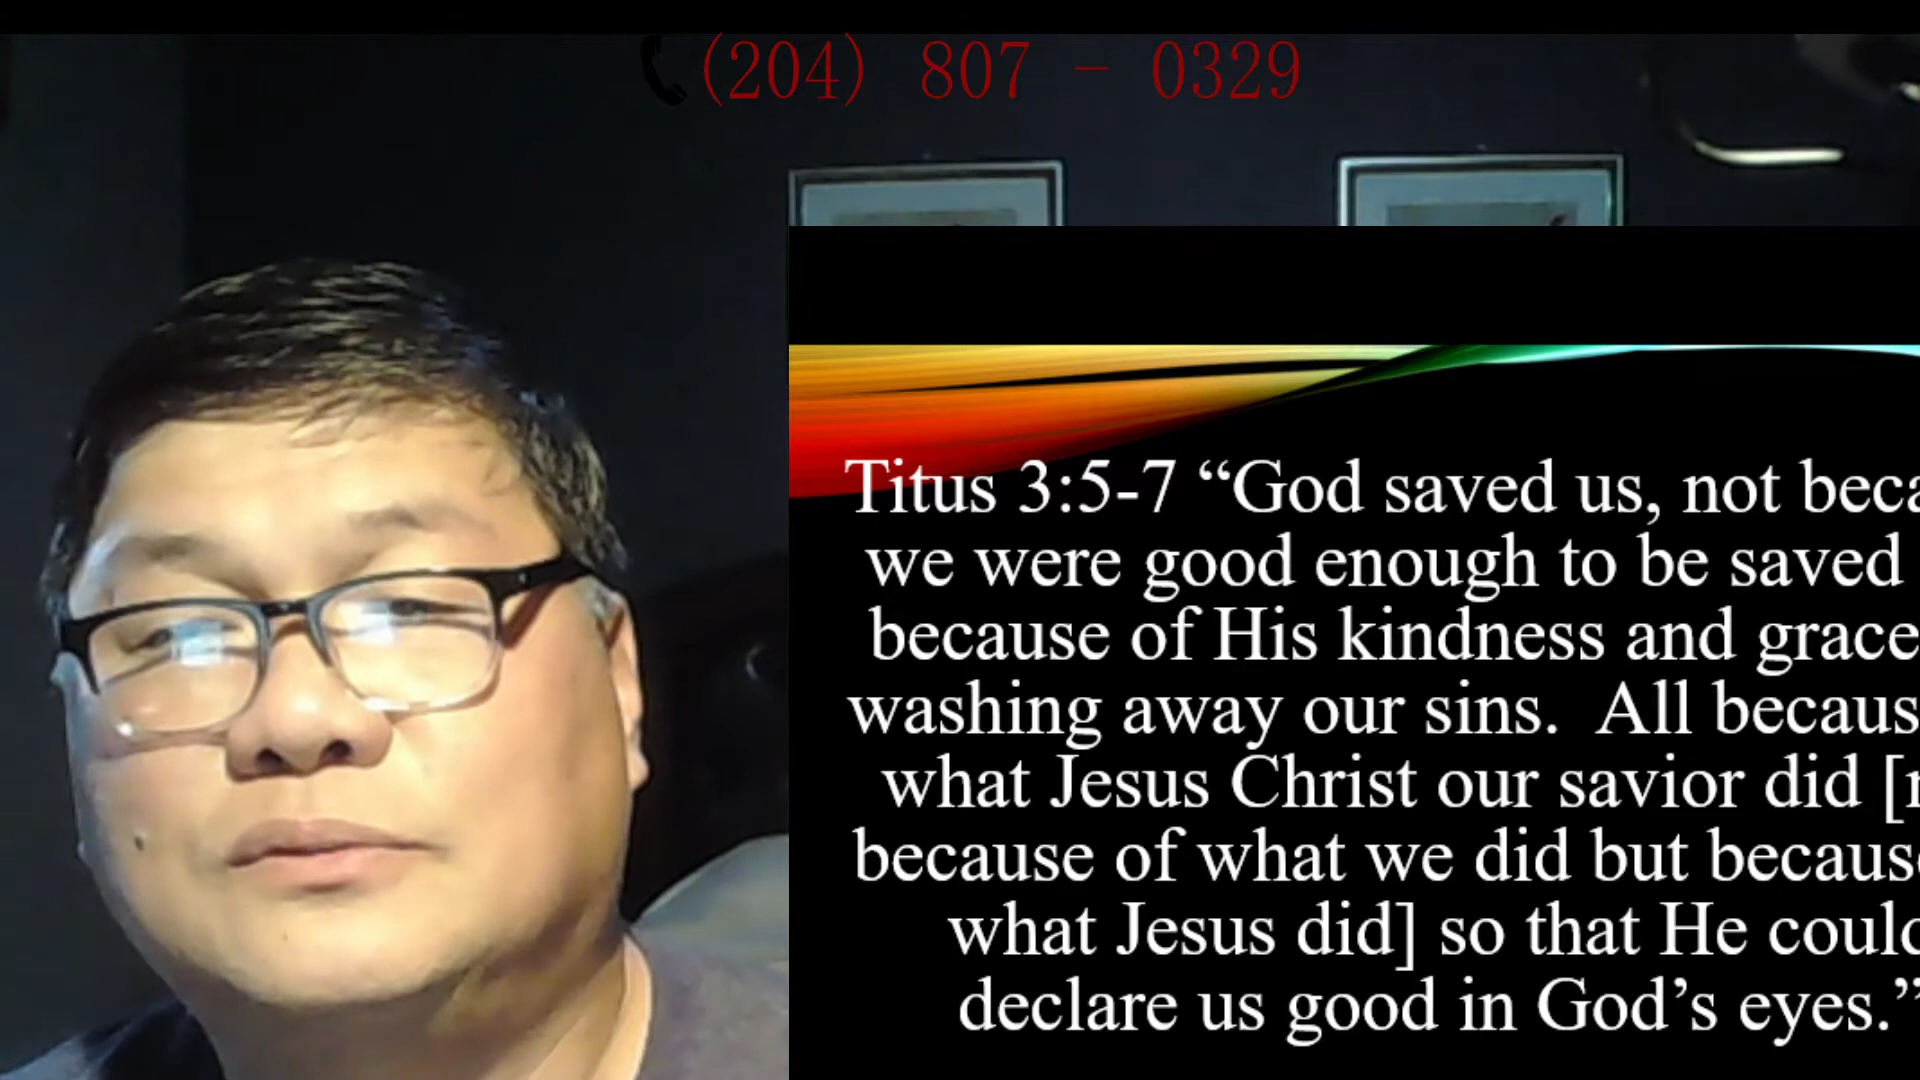 (204) 807 - 0329
Titus 3:5-7 “God saved us, not
we were good enough to be saved
because of His kindness and grace
washing away our sins. All
what Jesus Christ our savior did
because of what we did but
what Jesus did] so that He could
declare us good in God’s eyes.”